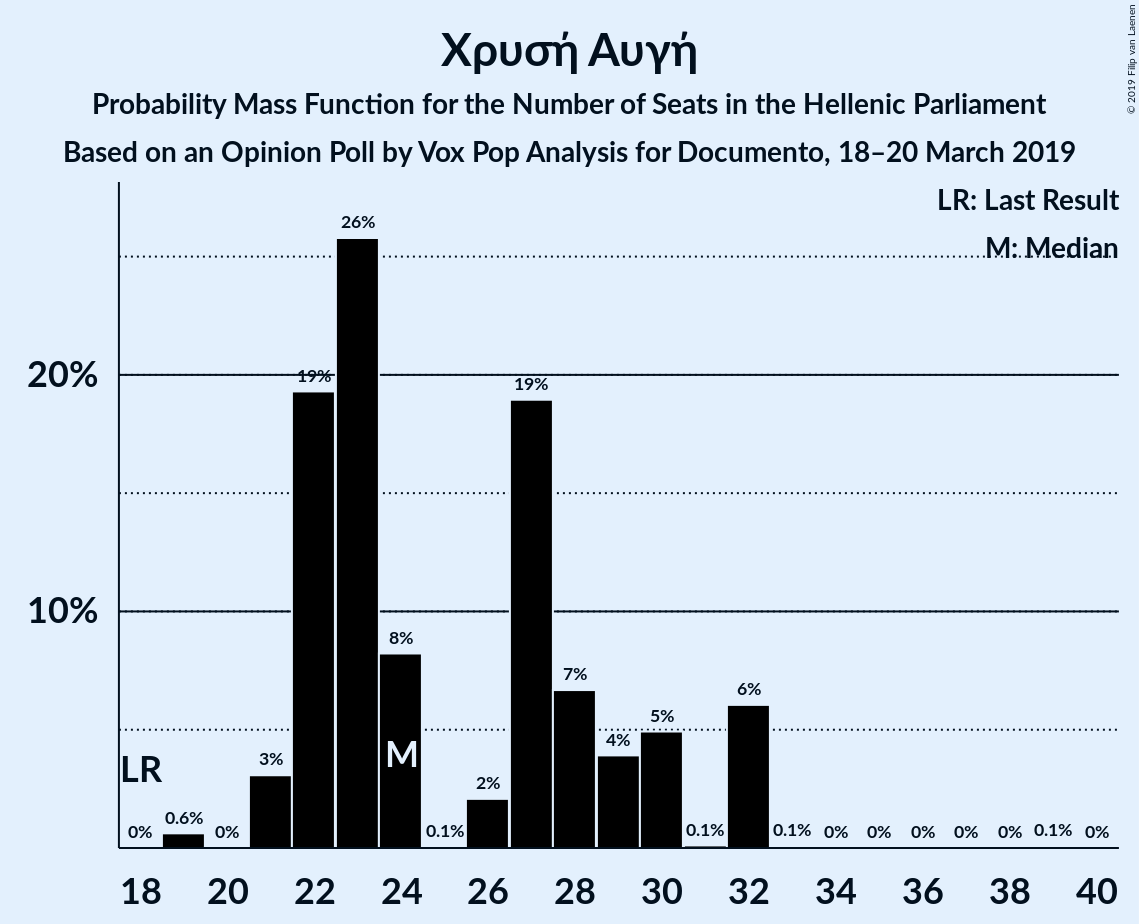 Χρυσή Αυγή
Probability Mass Function for the Number of Seats in the Hellenic Parliament
Based on an Opinion Poll by Vox Pop Analysis for Documento, 18–20 March 2019
© 2019 Filip van Laenen
LR: Last Result
M: Median
26%
20%
19%
19%
10%
8%
7%
6%
5%
4%
M
LR
3%
2%
0%
0.6%
0%
0.1%
0.1%
0.1%
0%
0%
0%
0%
0%
0.1%
0%
18 20 22 24 26 28 30 32 34 36 38 40